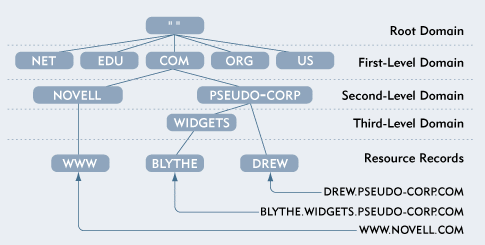 " " Root Domain
NET EDU COM ORG US First-Level Domain
NOVELL PSEUDO-CORP Second-Level Domain
WIDGETS Third-Level Domain
WWW BLYTHE DREW Resource Records
DREW.PSEUDO-CORP.COM
BLYTHE.WIDGETS.PSEUDO-CORP.COM
WWW.NOVELL.COM